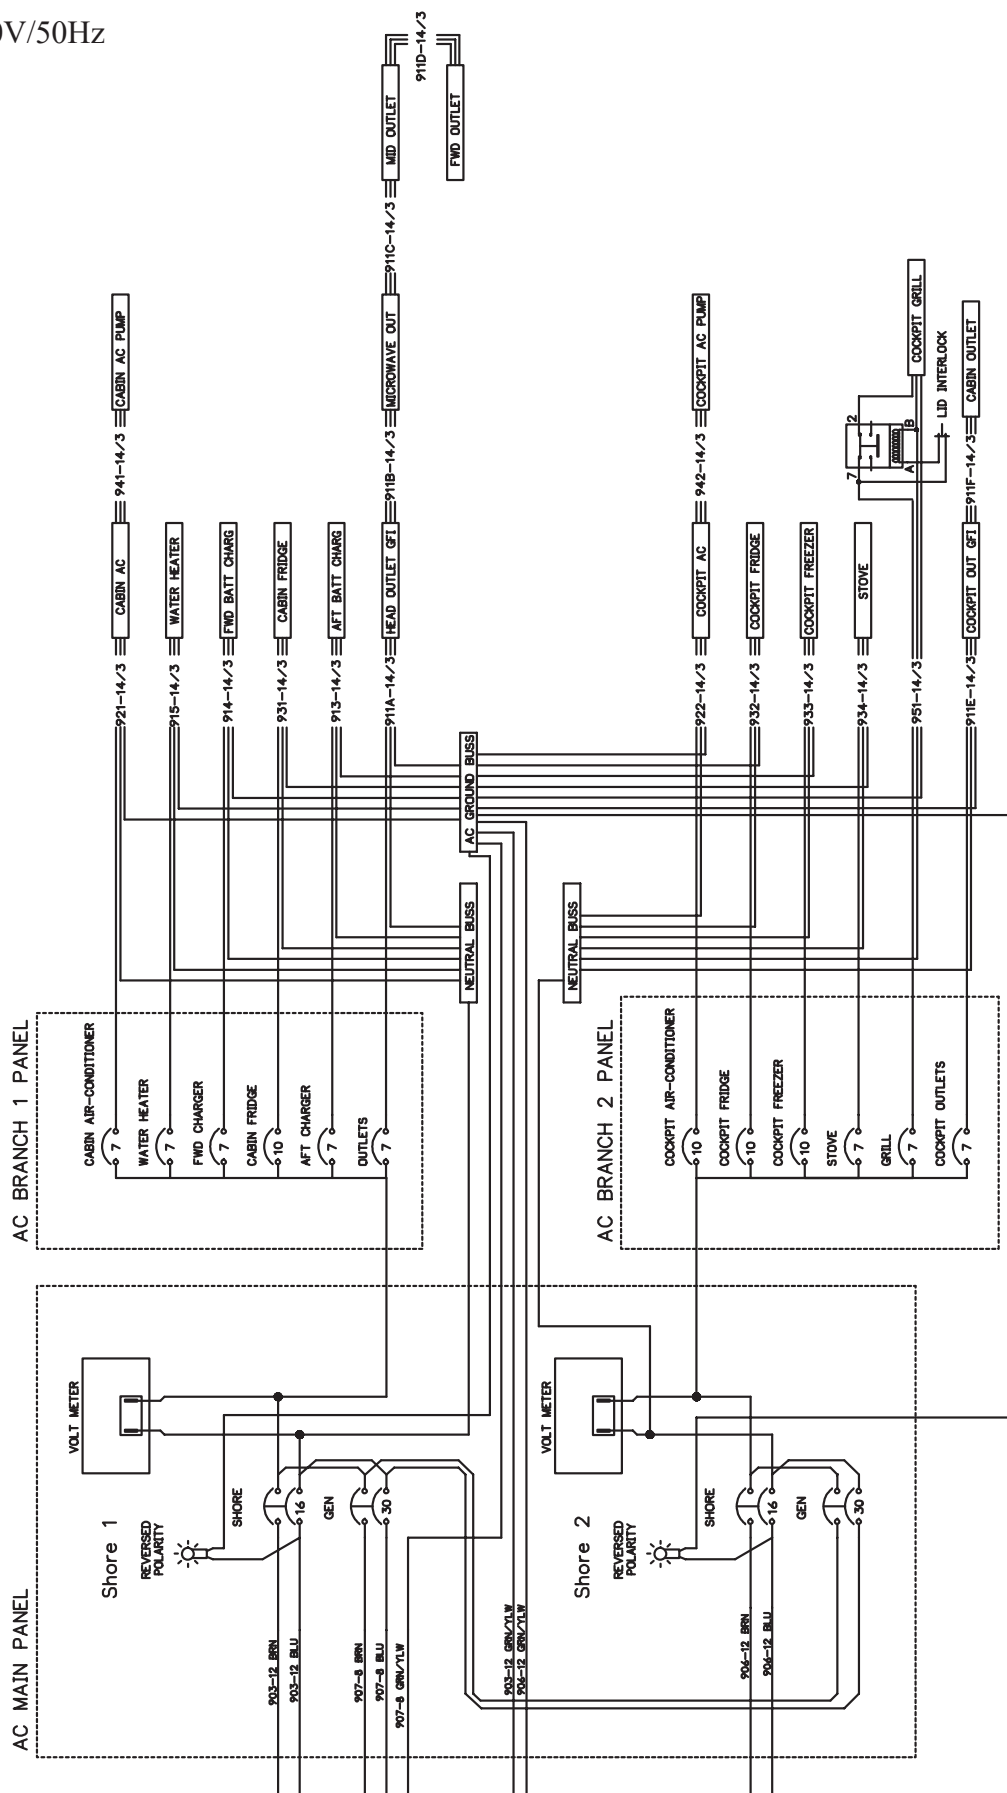 0V/50Hz
911D-14/3
MID OUTLET
FWD OUTLET
911C-14/3
CABIN AC PUMP
MICROWAVE OUT
COCKPIT AC PUMP
COCKPIT GRILL
CABIN OUTLET
LID INTERLOCK
2
7
A
B
941-14/3
911B-14/3
942-14/3
911F-14/3
CABIN AC
WATER HEATER
FWD BATT CHARG
CABIN FRIDGE
AFT BATT CHARG
HEAD OUTLET GFI
COCKPIT AC
COCKPIT FRIDGE
COCKPIT FREEZER
STOVE
COCKPIT OUT GFI
921-14/3
915-14/3
914-14/3
931-14/3
913-14/3
911A-14/3
922-14/3
932-14/3
933-14/3
934-14/3
951-14/3
911E-14/3
AC GROUND BUSS
NEUTRAL BUSS
NEUTRAL BUSS
AC BRANCH 1 PANEL
CABIN AIR-CONDITIONER
7
WATER HEATER
7
FWD CHARGER
7
CABIN FRIDGE
10
AFT CHARGER
7
OUTLETS
7
AC BRANCH 2 PANEL
COCKPIT AIR-CONDITIONER
10
COCKPIT FRIDGE
10
COCKPIT FREEZER
10
STOVE
7
GRILL
7
COCKPIT OUTLETS
7
AC MAIN PANEL
VOLT METER
Shore 1
REVERSED
POLARITY
SHORE
16
GEN
30
903-12 BRN
903-12 BLU
907-8 BRN
907-8 BLU
907-8 GRN/YLW
903-12 GRN/YLW
906-12 GRN/YLW
VOLT METER
Shore 2
REVERSED
POLARITY
SHORE
16
GEN
30
906-12 BRN
906-12 BLU